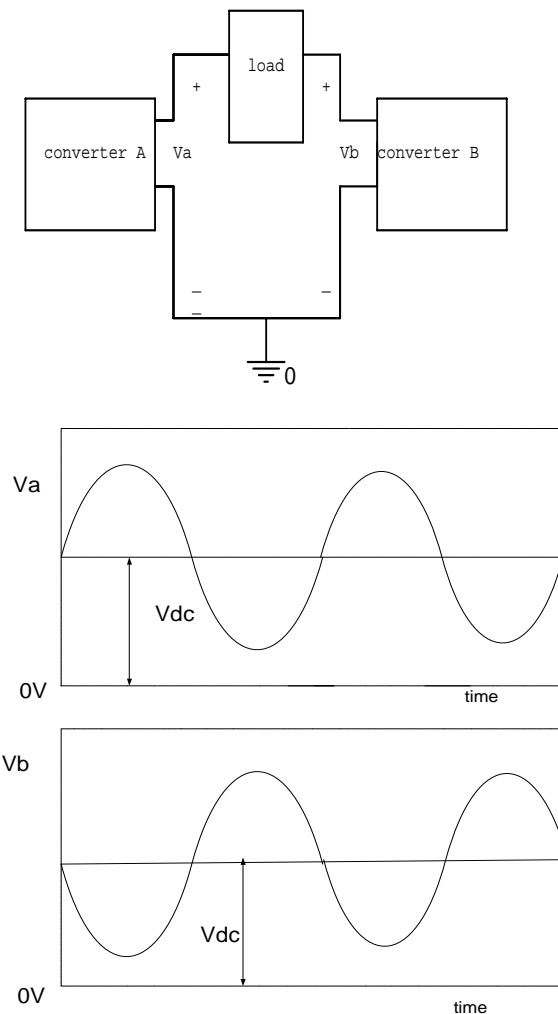 load
+ +
converter A Va Vb converter B
– –
–
0
Va
Vdc
0V
time
Vb
Vdc
0V
time